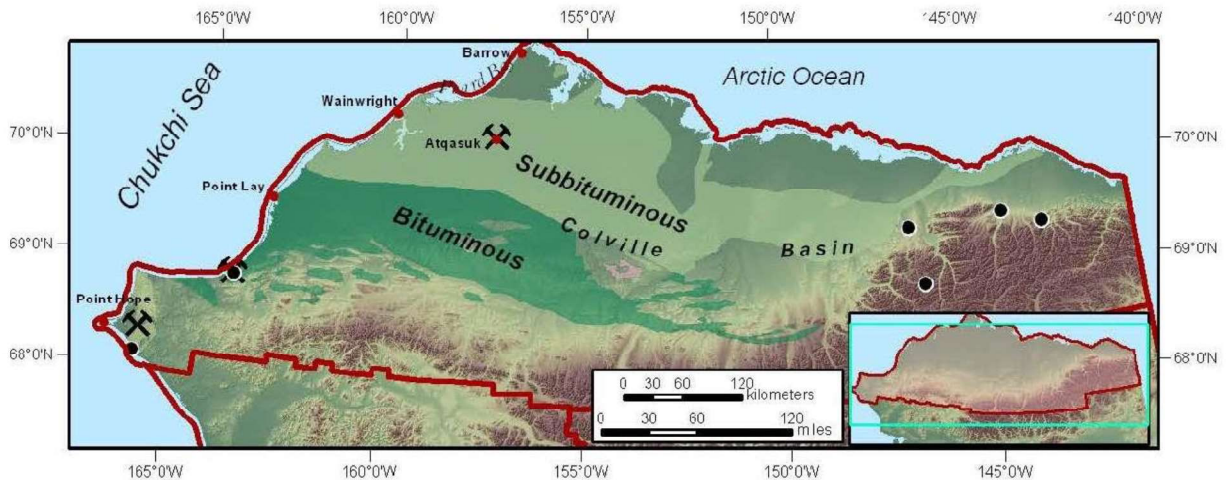 165°0'W 160°0'W 155°0'W 150°0'W 145°0'W 140°0'W
Barrow
Arctic Ocean
Chukchi Sea
Wainwright
70°0'N 70°0'N
Atqasuk
Subbituminous
Point Lay
Bituminous
Colville Basin
69°0'N 69°0'N
Point Hope
68°0'N 68°0'N
0 30 60 120
kilometers
0 30 60 120
miles
165°0'W 160°0'W 155°0'W 150°0'W 145°0'W